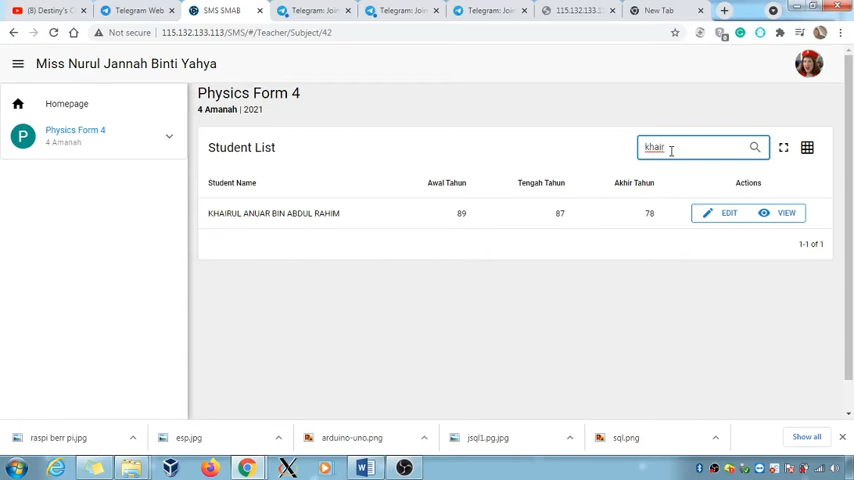 (8) Destiny's C
Telegram Web
SMS SMAB
Telegram: Join
Telegram: Join
Telegram: Join
115.132.133.1
New Tab
Not secure
115.132.133.113/SMS/#/Teacher/Subject/42
Miss Nurul Jannah Binti Yahya
Homepage
P
Physics Form 4
4 Amanah
Physics Form 4
4 Amanah | 2021
Student List
khair
Student Name
Awal Tahun
Tengah Tahun
Akhir Tahun
Actions
KHAIRUL ANUAR BIN ABDUL RAHIM
89
87
78
EDIT
VIEW
1-1 of 1
raspi berr pi.jpg
esp.jpg
arduino-uno.png
jsql1.pg.jpg
sql.png
Show all